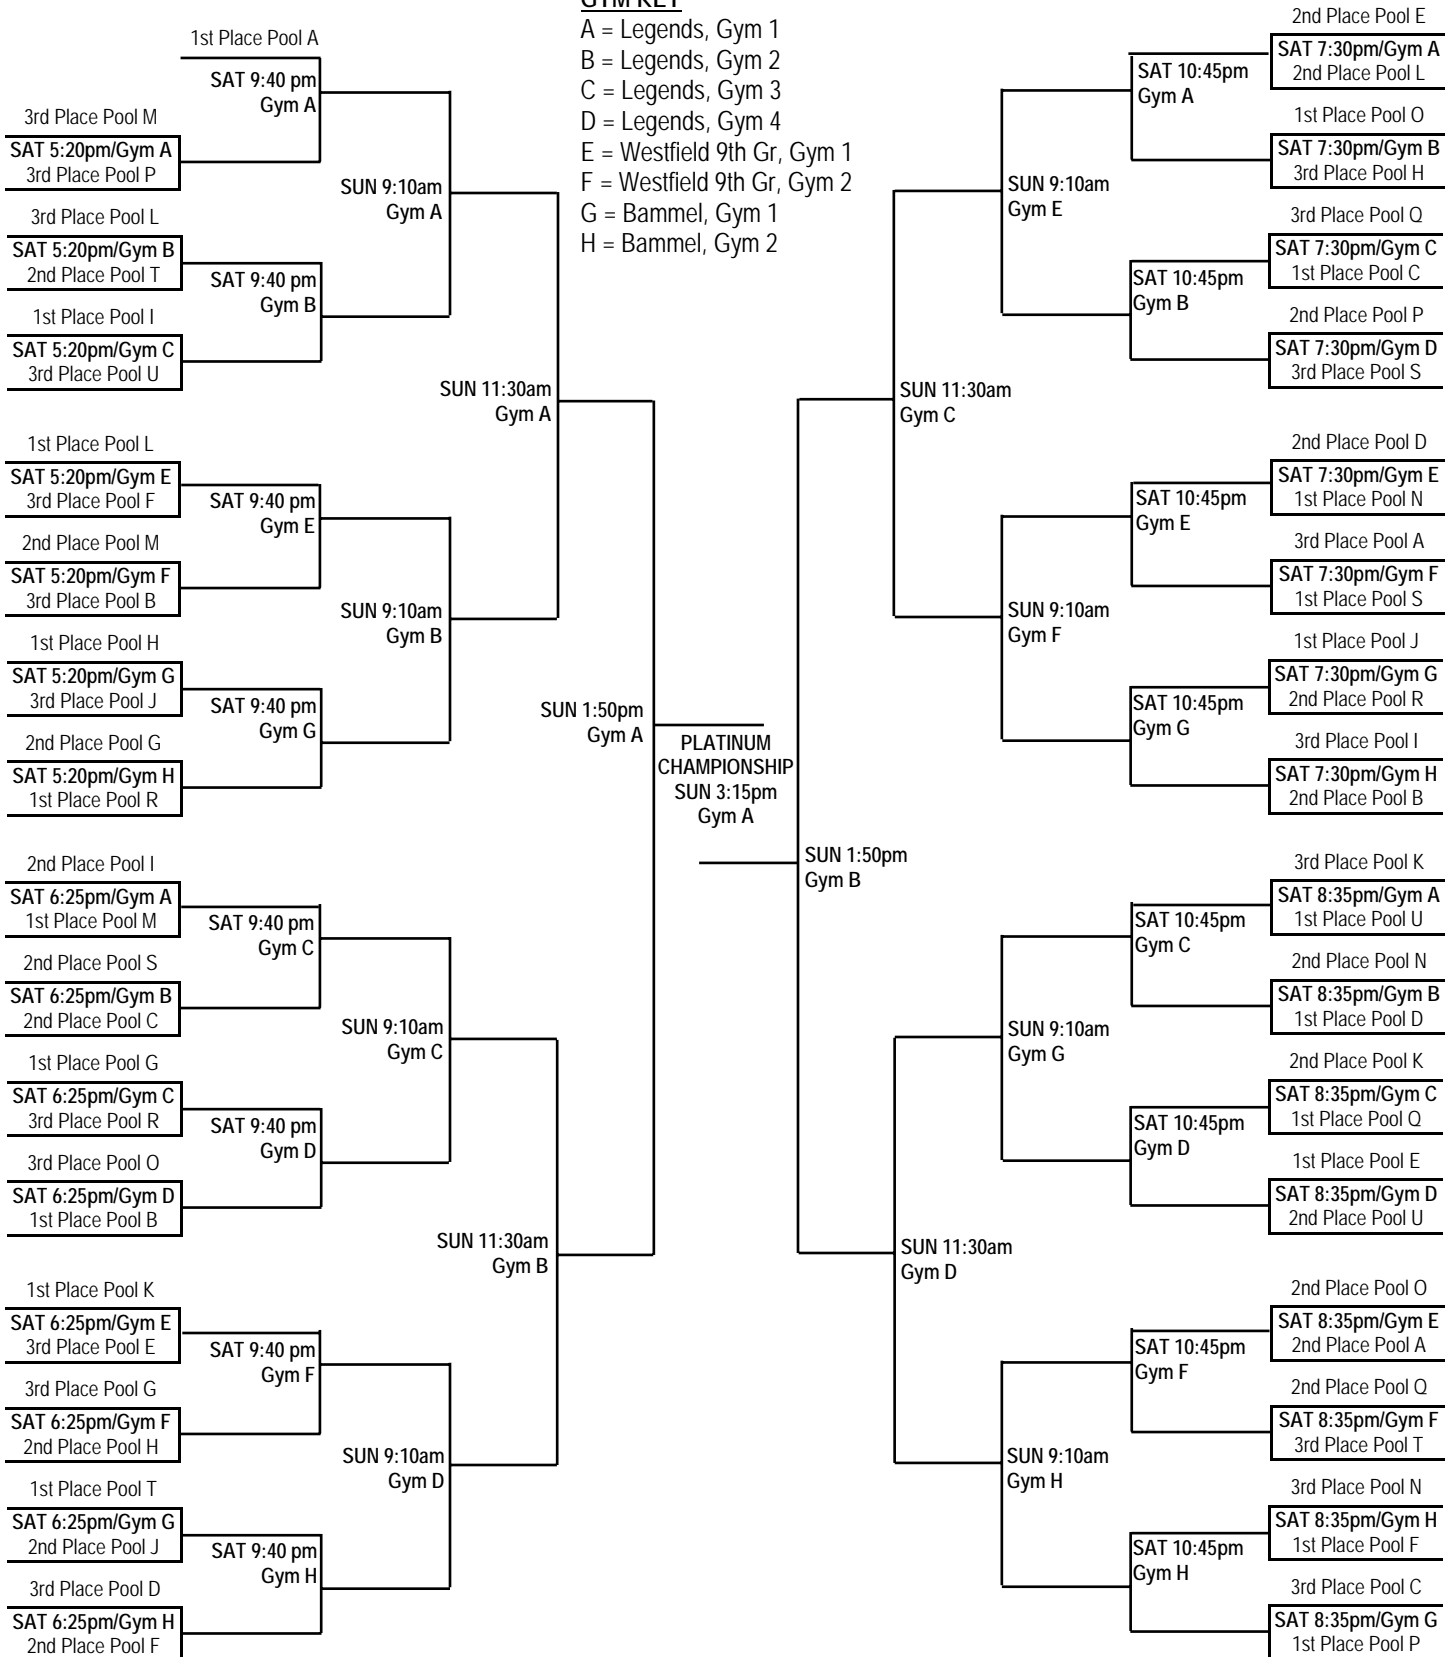 GYM KEY
A = Legends, Gym 1
B = Legends, Gym 2
C = Legends, Gym 3
D = Legends, Gym 4
E = Westfield 9th Gr, Gym 1
F = Westfield 9th Gr, Gym 2
G = Bammel, Gym 1
H = Bammel, Gym 2
1st Place Pool A
3rd Place Pool M
SAT 5:20pm/Gym A
3rd Place Pool P
3rd Place Pool L
SAT 5:20pm/Gym B
2nd Place Pool T
1st Place Pool I
SAT 5:20pm/Gym C
3rd Place Pool U
1st Place Pool L
SAT 5:20pm/Gym E
3rd Place Pool F
2nd Place Pool M
SAT 5:20pm/Gym F
3rd Place Pool B
1st Place Pool H
SAT 5:20pm/Gym G
3rd Place Pool J
2nd Place Pool G
SAT 5:20pm/Gym H
1st Place Pool R
2nd Place Pool I
SAT 6:25pm/Gym A
1st Place Pool M
2nd Place Pool S
SAT 6:25pm/Gym B
2nd Place Pool C
1st Place Pool G
SAT 6:25pm/Gym C
3rd Place Pool R
3rd Place Pool O
SAT 6:25pm/Gym D
1st Place Pool B
1st Place Pool K
SAT 6:25pm/Gym E
3rd Place Pool E
3rd Place Pool G
SAT 6:25pm/Gym F
2nd Place Pool H
1st Place Pool T
SAT 6:25pm/Gym G
2nd Place Pool J
3rd Place Pool D
SAT 6:25pm/Gym H
2nd Place Pool F
SAT 9:40 pm
Gym A
SAT 9:40 pm
Gym B
SAT 9:40 pm
Gym E
SAT 9:40 pm
Gym G
SAT 9:40 pm
Gym C
SAT 9:40 pm
Gym D
SAT 9:40 pm
Gym F
SAT 9:40 pm
Gym H
SUN 9:10am
Gym A
SUN 9:10am
Gym B
SUN 9:10am
Gym C
SUN 9:10am
Gym D
SUN 11:30am
Gym A
SUN 11:30am
Gym B
SUN 1:50pm
Gym A
PLATINUM
CHAMPIONSHIP
SUN 3:15pm
Gym A
SUN 1:50pm
Gym B
SUN 11:30am
Gym C
SUN 11:30am
Gym D
SUN 9:10am
Gym E
SUN 9:10am
Gym F
SUN 9:10am
Gym G
SUN 9:10am
Gym H
SAT 10:45pm
Gym A
SAT 10:45pm
Gym B
SAT 10:45pm
Gym E
SAT 10:45pm
Gym G
SAT 10:45pm
Gym C
SAT 10:45pm
Gym D
SAT 10:45pm
Gym F
SAT 10:45pm
Gym H
2nd Place Pool E
SAT 7:30pm/Gym A
2nd Place Pool L
1st Place Pool O
SAT 7:30pm/Gym B
3rd Place Pool H
3rd Place Pool Q
SAT 7:30pm/Gym C
1st Place Pool C
2nd Place Pool P
SAT 7:30pm/Gym D
3rd Place Pool S
2nd Place Pool D
SAT 7:30pm/Gym E
1st Place Pool N
3rd Place Pool A
SAT 7:30pm/Gym F
1st Place Pool S
1st Place Pool J
SAT 7:30pm/Gym G
2nd Place Pool R
3rd Place Pool I
SAT 7:30pm/Gym H
2nd Place Pool B
3rd Place Pool K
SAT 8:35pm/Gym A
1st Place Pool U
2nd Place Pool N
SAT 8:35pm/Gym B
1st Place Pool D
2nd Place Pool K
SAT 8:35pm/Gym C
1st Place Pool Q
1st Place Pool E
SAT 8:35pm/Gym D
2nd Place Pool U
2nd Place Pool O
SAT 8:35pm/Gym E
2nd Place Pool A
2nd Place Pool Q
SAT 8:35pm/Gym F
3rd Place Pool T
3rd Place Pool N
SAT 8:35pm/Gym H
1st Place Pool F
3rd Place Pool C
SAT 8:35pm/Gym G
1st Place Pool P